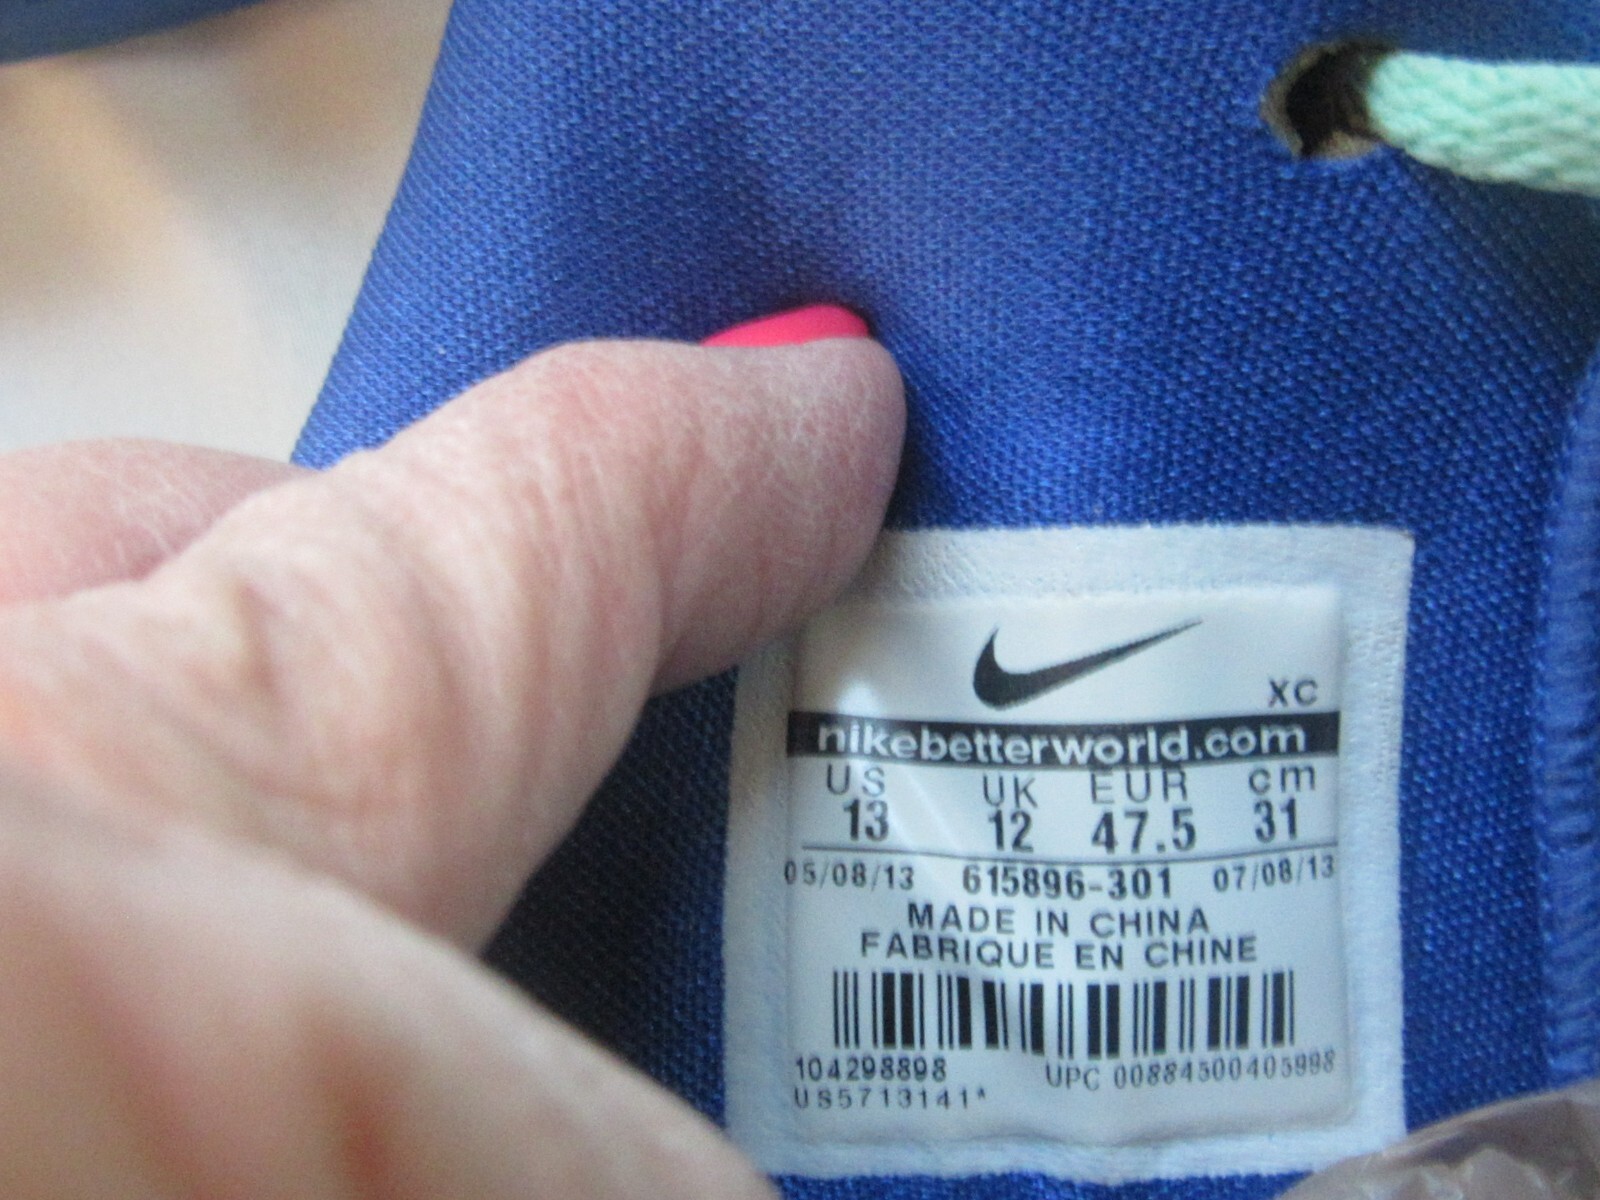 XC
nikebetterworld.com
US UK EUR cm
13 12 47.5 31
05/08/13 615896-301 07/08/13
MADE IN CHINA
FABRIQUE EN CHINE
104298898 UPC 00884500405998
US5713141*